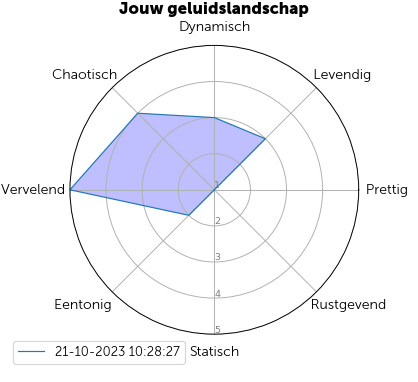 Jouw geluidslandschap
Dynamisch
Chaotisch
Levendig
Vervelend
1
Prettig
2
3
4
Eentonig
Rustgevend
5
21-10-2023 10:28:27
Statisch